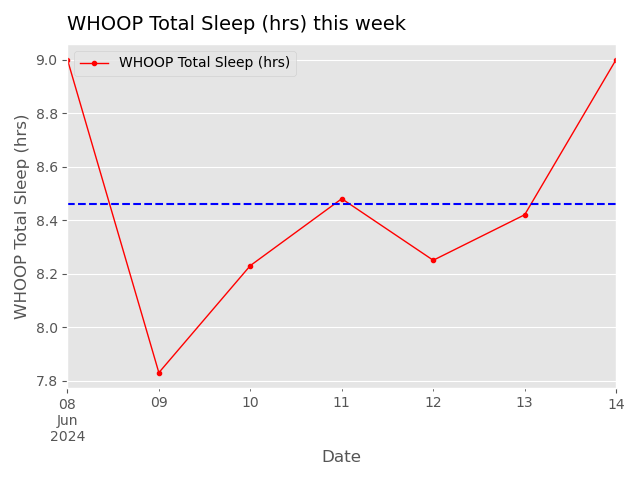 WHOOP Total Sleep (hrs) this week
WHOOP Total Sleep (hrs)
WHOOP Total Sleep (hrs)
9.0
8.8
8.6
8.4
8.2
8.0
7.8
08 09 10 11 12 13 14
Jun
2024
Date